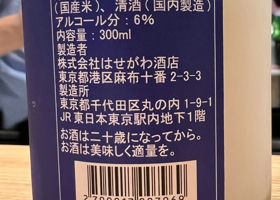 (国産米)、清酒(国内製造)
アルコール分:6%
内容量:300ml
製造者
株式会社はせがわ酒店
東京都港区麻布十番2-3-3
製造所
東京都千代田区丸の内1-9-1
JR東日本東京駅内地下1階
お酒は二十歳になってから。
お酒は美味しく適量を。